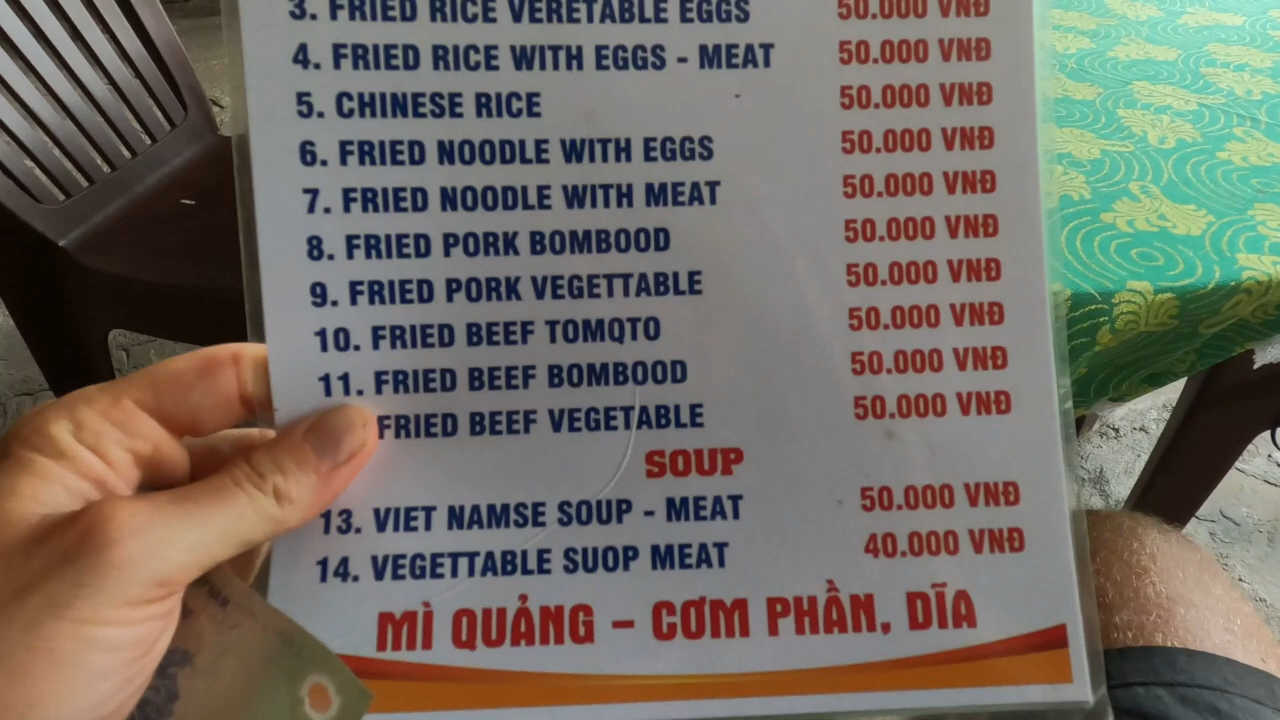 3. FRIED RICE VERETABLE EGGS 50.000 VNĐ
4. FRIED RICE WITH EGGS - MEAT 50.000 VNĐ
5. CHINESE RICE 50.000 VNĐ
6. FRIED NOODLE WITH EGGS 50.000 VNĐ
7. FRIED NOODLE WITH MEAT 50.000 VNĐ
8. FRIED PORK BOMBOOD 50.000 VNĐ
9. FRIED PORK VEGETTABLE 50.000 VNĐ
10. FRIED BEEF TOMQTO 50.000 VNĐ
11. FRIED BEEF BOMBOOD 50.000 VNĐ
FRIED BEEF VEGETABLE 50.000 VNĐ
SOUP
13. VIET NAMSE SOUP - MEAT 50.000 VNĐ
14. VEGETTABLE SUOP MEAT 40.000 VNĐ
MÌ QUẢNG – CƠM PHẦN, DĨA